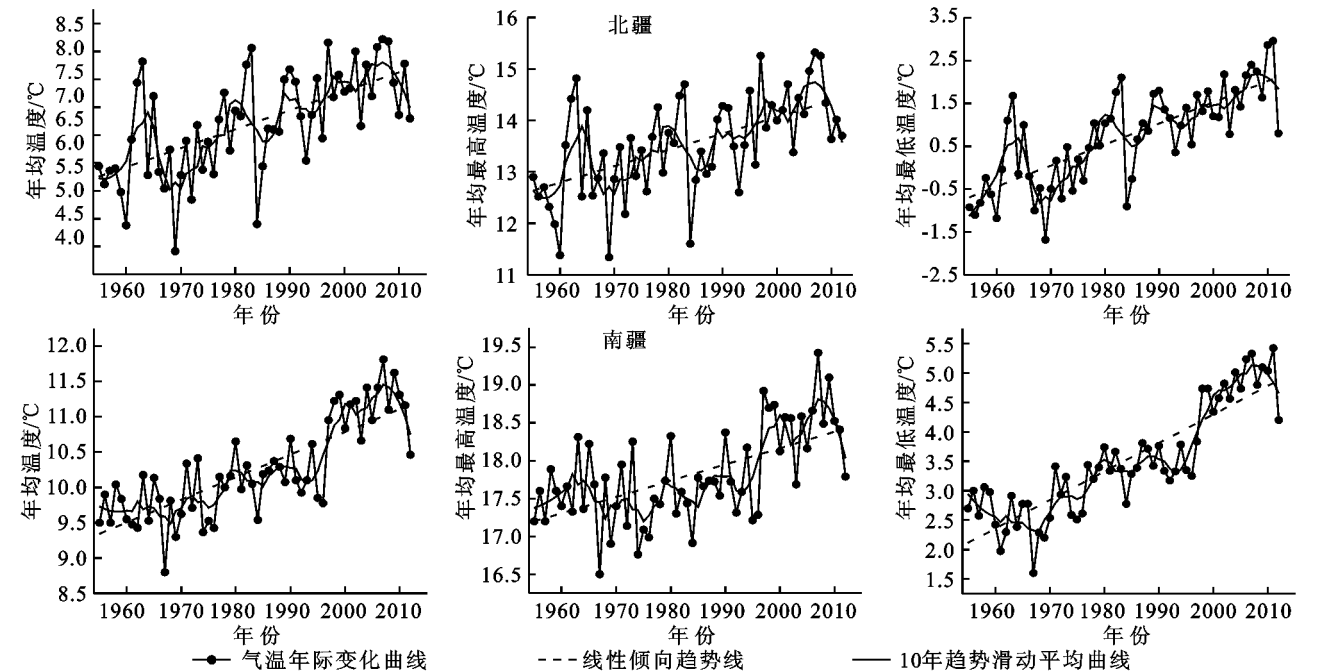 北疆
年均温度/℃
8.5
8.0
7.5
7.0
6.5
6.0
5.5
5.0
4.5
4.0
1960 1970 1980 1990 2000 2010
年份
年均最高温度/℃
16
15
14
13
12
11
1960 1970 1980 1990 2000 2010
年份
年均最低温度/℃
3.5
2.5
1.5
0.5
-0.5
-1.5
-2.5
1960 1970 1980 1990 2000 2010
年份
南疆
年均温度/℃
12.0
11.5
11.0
10.5
10.0
9.5
9.0
8.5
1960 1970 1980 1990 2000 2010
年份
年均最高温度/℃
19.5
19.0
18.5
18.0
17.5
17.0
16.5
1960 1970 1980 1990 2000 2010
年份
年均最低温度/℃
5.5
5.0
4.5
4.0
3.5
3.0
2.5
2.0
1.5
1960 1970 1980 1990 2000 2010
年份
气温年际变化曲线 线性倾向趋势线 10年趋势滑动平均曲线